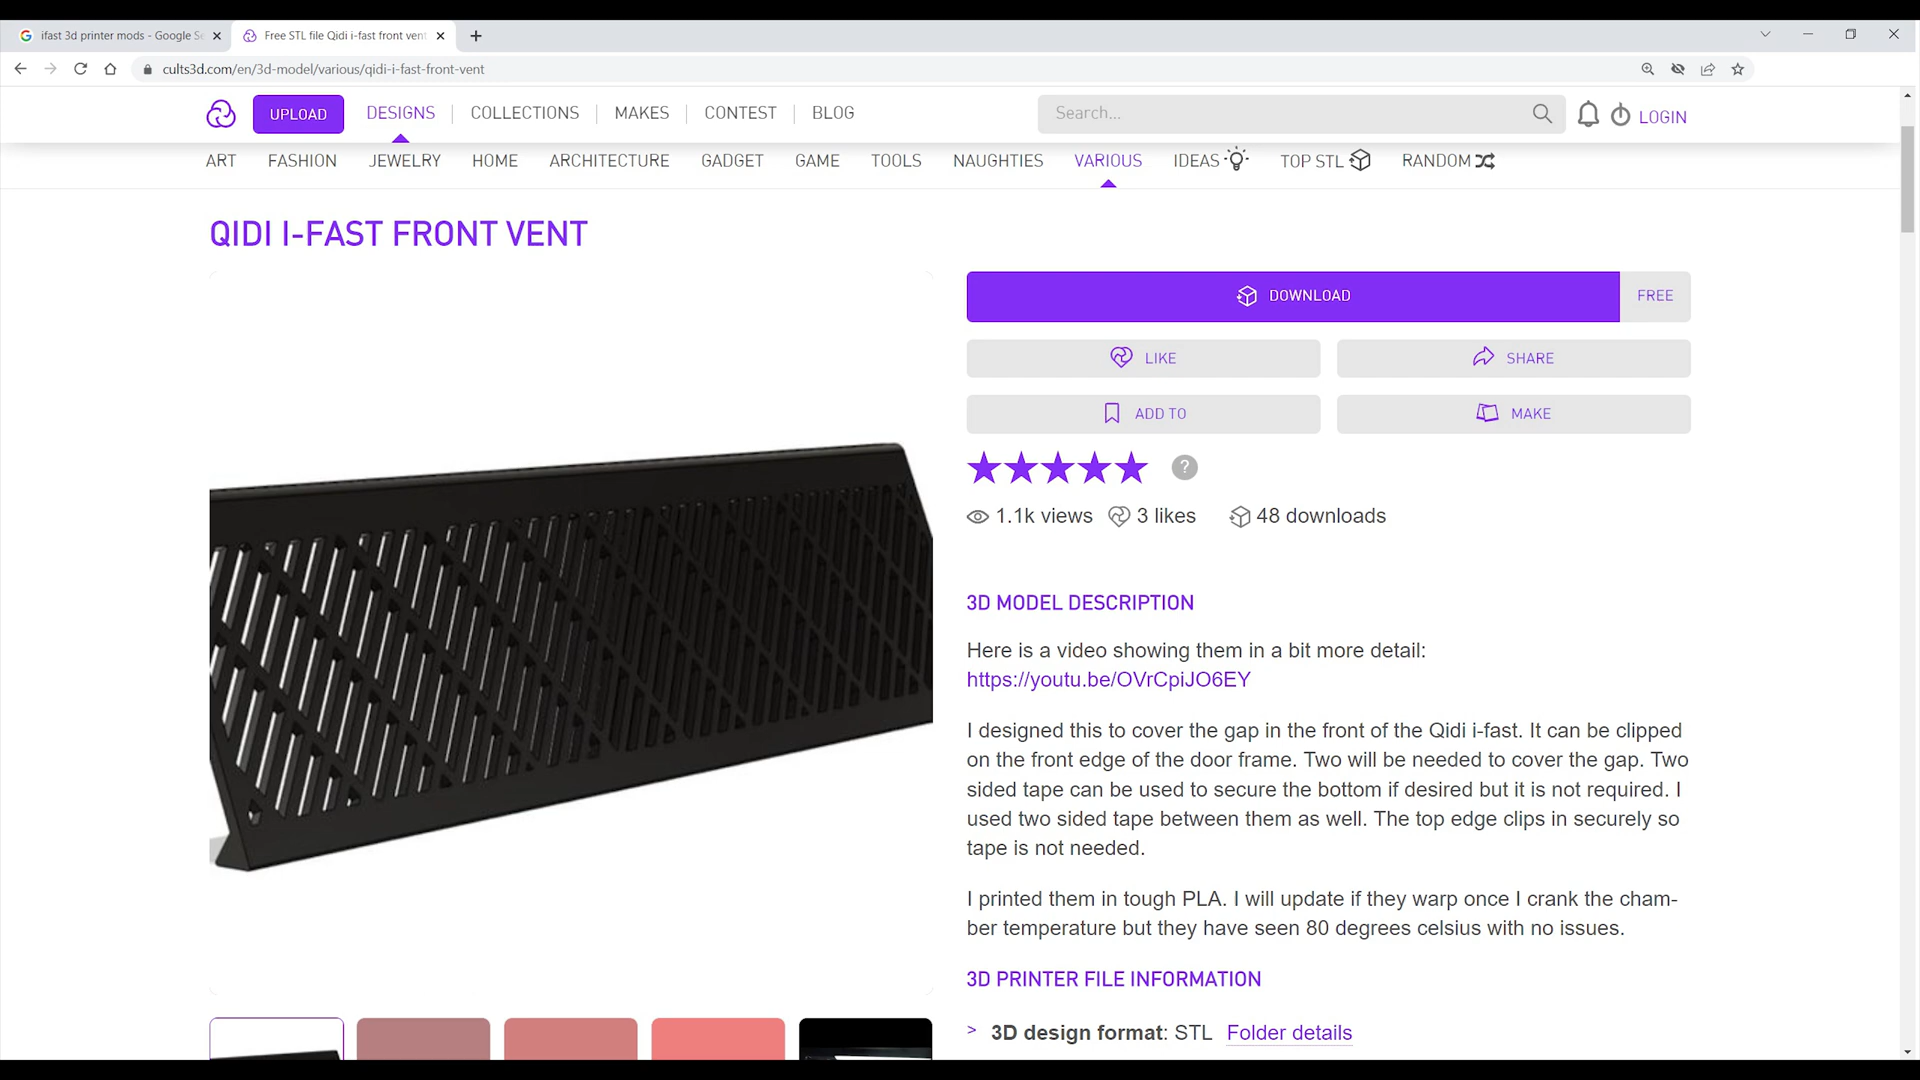 ifast 3d printer mods - Google Se
Free STL file Qidi i-fast front vent
cults3d.com/en/3d-model/various/qidi-i-fast-front-vent
UPLOAD
DESIGNS
COLLECTIONS
MAKES
CONTEST
BLOG
Search...
LOGIN
ART
FASHION
JEWELRY
HOME
ARCHITECTURE
GADGET
GAME
TOOLS
NAUGHTIES
VARIOUS
IDEAS
TOP STL
RANDOM
QIDI I-FAST FRONT VENT
DOWNLOAD
FREE
LIKE
SHARE
ADD TO
MAKE
?
1.1k views
3 likes
48 downloads
3D MODEL DESCRIPTION
Here is a video showing them in a bit more detail:
https://youtu.be/OVrCpiJO6EY
I designed this to cover the gap in the front of the Qidi i-fast. It can be clipped
on the front edge of the door frame. Two will be needed to cover the gap. Two
sided tape can be used to secure the bottom if desired but it is not required. I
used two sided tape between them as well. The top edge clips in securely so
tape is not needed.
I printed them in tough PLA. I will update if they warp once I crank the cham-
ber temperature but they have seen 80 degrees celsius with no issues.
3D PRINTER FILE INFORMATION
> 3D design format: STL Folder details